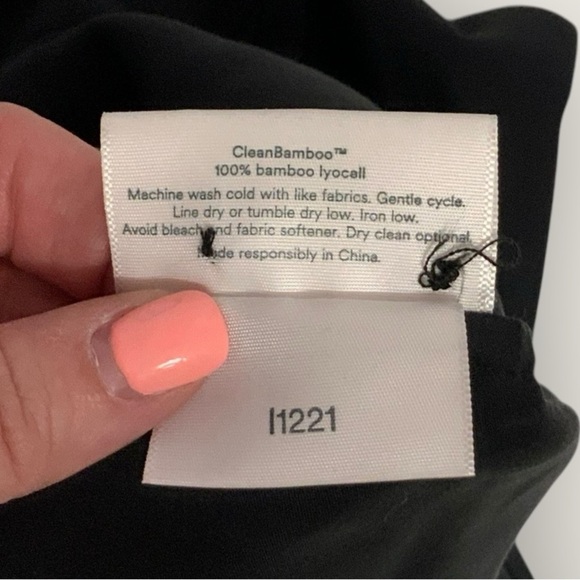 CleanBamboo™
100% bamboo lyocell
Machine wash cold with like fabrics. Gentle cycle.
Line dry or tumble dry low. Iron low.
Avoid bleach and fabric softener. Dry clean optional.
Made responsibly in China.
I1221